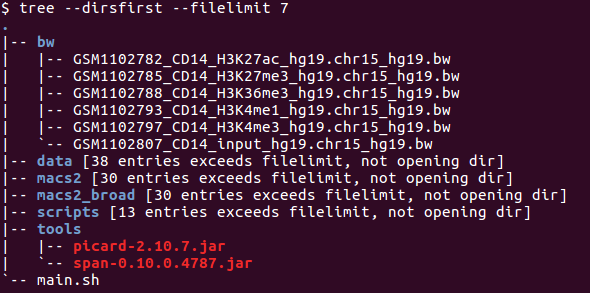 $ tree --dirsfirst --filelimit 7
.
|-- bw
|   |-- GSM1102782_CD14_H3K27ac_hg19.chr15_hg19.bw
|   |-- GSM1102785_CD14_H3K27me3_hg19.chr15_hg19.bw
|   |-- GSM1102788_CD14_H3K36me3_hg19.chr15_hg19.bw
|   |-- GSM1102793_CD14_H3K4me1_hg19.chr15_hg19.bw
|   |-- GSM1102797_CD14_H3K4me3_hg19.chr15_hg19.bw
|   `-- GSM1102807_CD14_input_hg19.chr15_hg19.bw
|-- data [38 entries exceeds filelimit, not opening dir]
|-- macs2 [30 entries exceeds filelimit, not opening dir]
|-- macs2_broad [30 entries exceeds filelimit, not opening dir]
|-- scripts [13 entries exceeds filelimit, not opening dir]
|-- tools
|   |-- picard-2.10.7.jar
|   `-- span-0.10.0.4787.jar
`-- main.sh